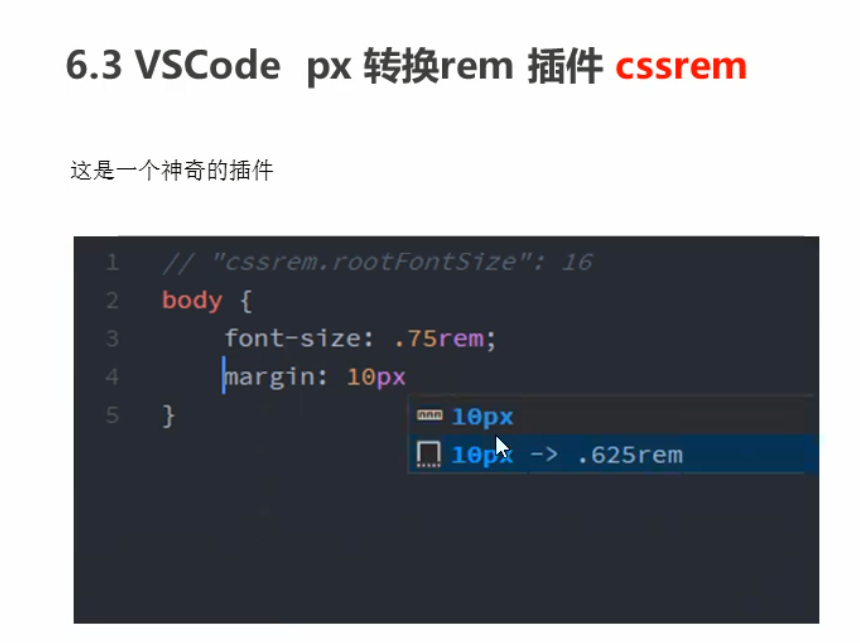 6.3 VSCode px 转换rem 插件 cssrem
这是一个神奇的插件
1 // "cssrem.rootFontSize": 16
2 body {
3 font-size: .75rem;
4 margin: 10px
5 }
10px
10px -> .625rem